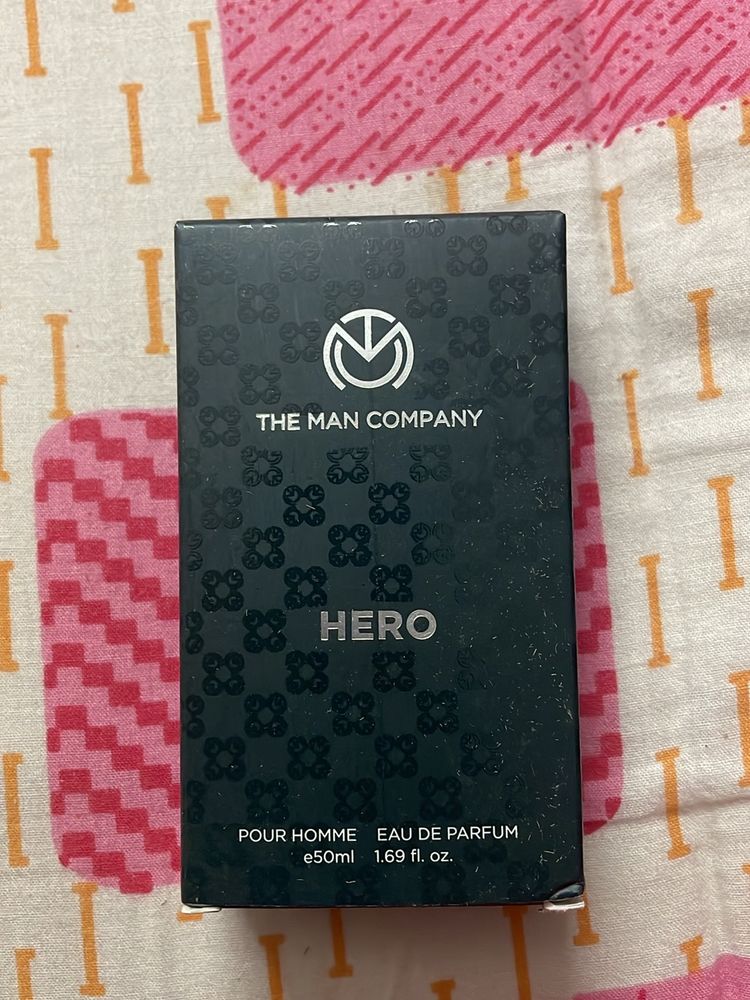 THE MAN COMPANY
HERO
POUR HOMME EAU DE PARFUM
e50ml 1.69 fl. oz.